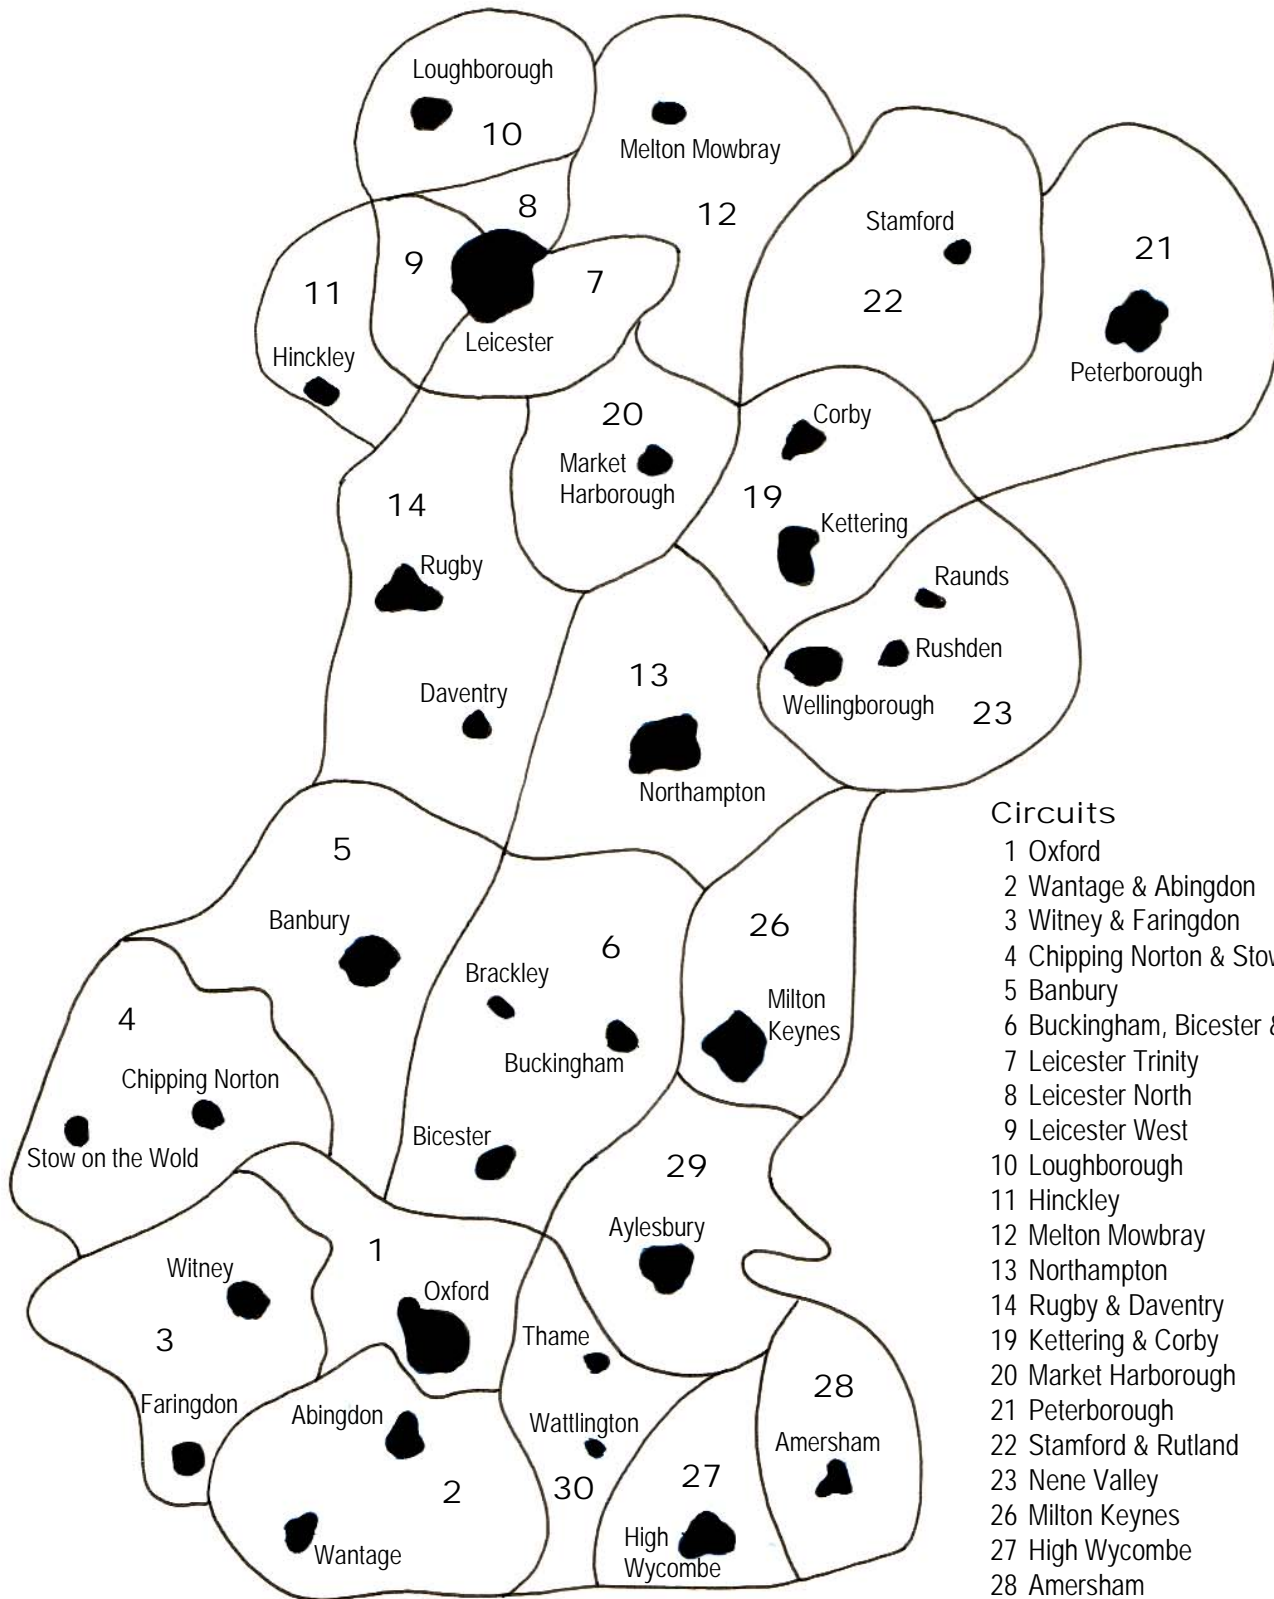 Loughborough
10
Melton Mowbray
12
8
Stamford
22
21
Peterborough
9
7
11
Leicester
Hinckley
20
Market
Harborough
Corby
19
Kettering
14
Rugby
Raunds
Rushden
13
Wellingborough
23
Daventry
Northampton
5
Banbury
6
26
Brackley
Milton
Keynes
Buckingham
4
Chipping Norton
Stow on the Wold
Bicester
29
Aylesbury
1
Witney
Oxford
3
Thame
Faringdon
Abingdon
Wattlington
28
Amersham
2
30
27
Wantage
High
Wycombe
Circuits
1 Oxford
2 Wantage & Abingdon
3 Witney & Faringdon
4 Chipping Norton & Stow
5 Banbury
6 Buckingham, Bicester &
7 Leicester Trinity
8 Leicester North
9 Leicester West
10 Loughborough
11 Hinckley
12 Melton Mowbray
13 Northampton
14 Rugby & Daventry
19 Kettering & Corby
20 Market Harborough
21 Peterborough
22 Stamford & Rutland
23 Nene Valley
26 Milton Keynes
27 High Wycombe
28 Amersham